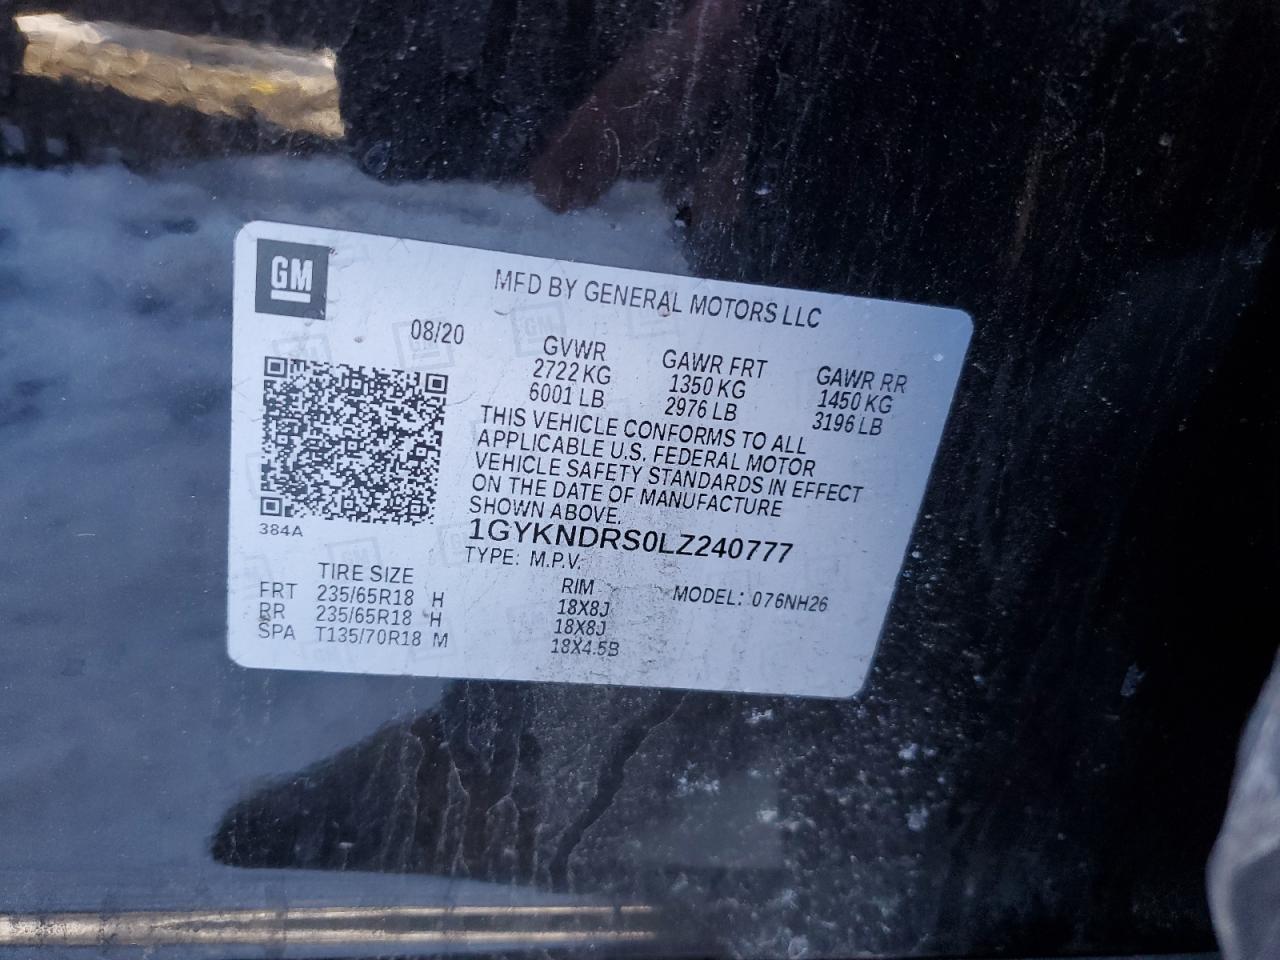 GM
MFD BY GENERAL MOTORS LLC
08/20
GVWR GAWR FRT GAWR RR
2722 KG 1350 KG 1450 KG
6001 LB 2976 LB 3196 LB
THIS VEHICLE CONFORMS TO ALL
APPLICABLE U.S. FEDERAL MOTOR
VEHICLE SAFETY STANDARDS IN EFFECT
ON THE DATE OF MANUFACTURE
SHOWN ABOVE.
384A
1GYKNDRS0LZ240777
TYPE: M.P.V.
TIRE SIZE RIM MODEL: 076NH26
FRT 235/65R18 H 18X8J
RR 235/65R18 H 18X8J
SPA T135/70R18 M 18X4.5B